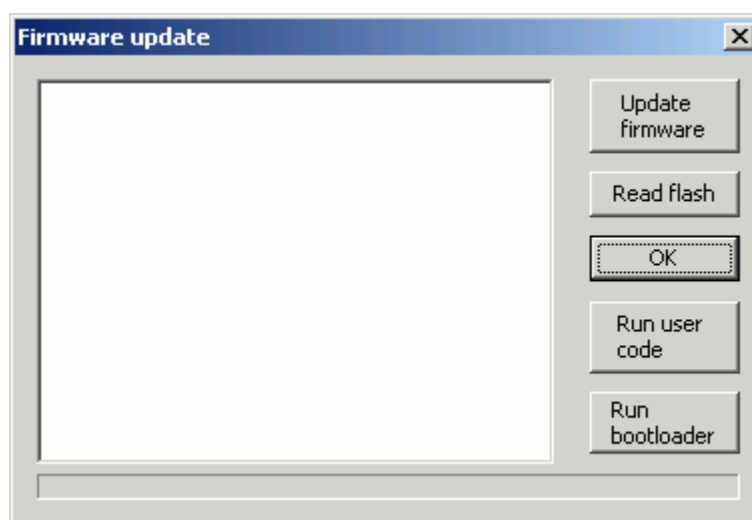 Firmware update
Update
firmware
Read flash
OK
Run user
code
Run
bootloader